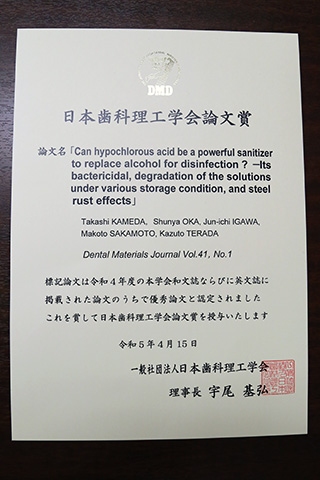 DMD
日本歯科理工学会論文賞
論文名「Can hypochlorous acid be a powerful sanitizer
to replace alcohol for disinfection? —Its
bactericidal, degradation of the solutions
under various storage condition, and steel
rust effects」
Takashi KAMEDA, Shunya OKA, Jun-ichi IGAWA,
Makoto SAKAMOTO, Kazuto TERADA
Dental Materials Journal Vol.41, No.1
標記論文は令和4年度の本学会和文誌ならびに英文誌に
掲載された論文のうちで優秀論文と認定されました
これを賞して日本歯科理工学会論文賞を授与いたします
令和5年4月15日
一般社団法人日本歯科理工学会
理事長 宇尾 基弘